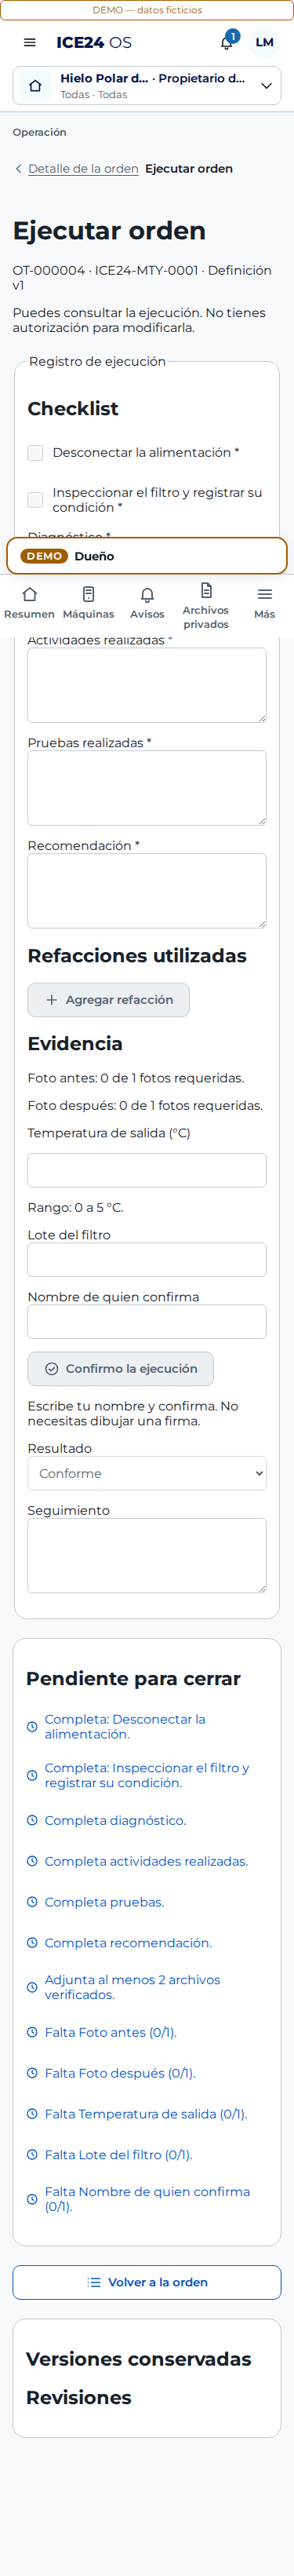 DEMO — datos ficticios
ICE24 OS
1
LM
Hielo Polar d... · Propietario d...
Todas · Todas
Operación
Detalle de la orden Ejecutar orden
Ejecutar orden
OT-000004 · ICE24-MTY-0001 · Definición
v1
Puedes consultar la ejecución. No tienes
autorización para modificarla.
Registro de ejecución
Checklist
Desconectar la alimentación *
Inspeccionar el filtro y registrar su
condición *
Diagnóstico *
DEMO Dueño
Resumen
Máquinas
Avisos
Archivos
privados
Más
Actividades realizadas *
Pruebas realizadas *
Recomendación *
Refacciones utilizadas
Agregar refacción
Evidencia
Foto antes: 0 de 1 fotos requeridas.
Foto después: 0 de 1 fotos requeridas.
Temperatura de salida (°C)
Rango: 0 a 5 °C.
Lote del filtro
Nombre de quien confirma
Confirmo la ejecución
Escribe tu nombre y confirma. No
necesitas dibujar una firma.
Resultado
Conforme
Seguimiento
Pendiente para cerrar
Completa: Desconectar la
alimentación.
Completa: Inspeccionar el filtro y
registrar su condición.
Completa diagnóstico.
Completa actividades realizadas.
Completa pruebas.
Completa recomendación.
Adjunta al menos 2 archivos
verificados.
Falta Foto antes (0/1).
Falta Foto después (0/1).
Falta Temperatura de salida (0/1).
Falta Lote del filtro (0/1).
Falta Nombre de quien confirma
(0/1).
Volver a la orden
Versiones conservadas
Revisiones